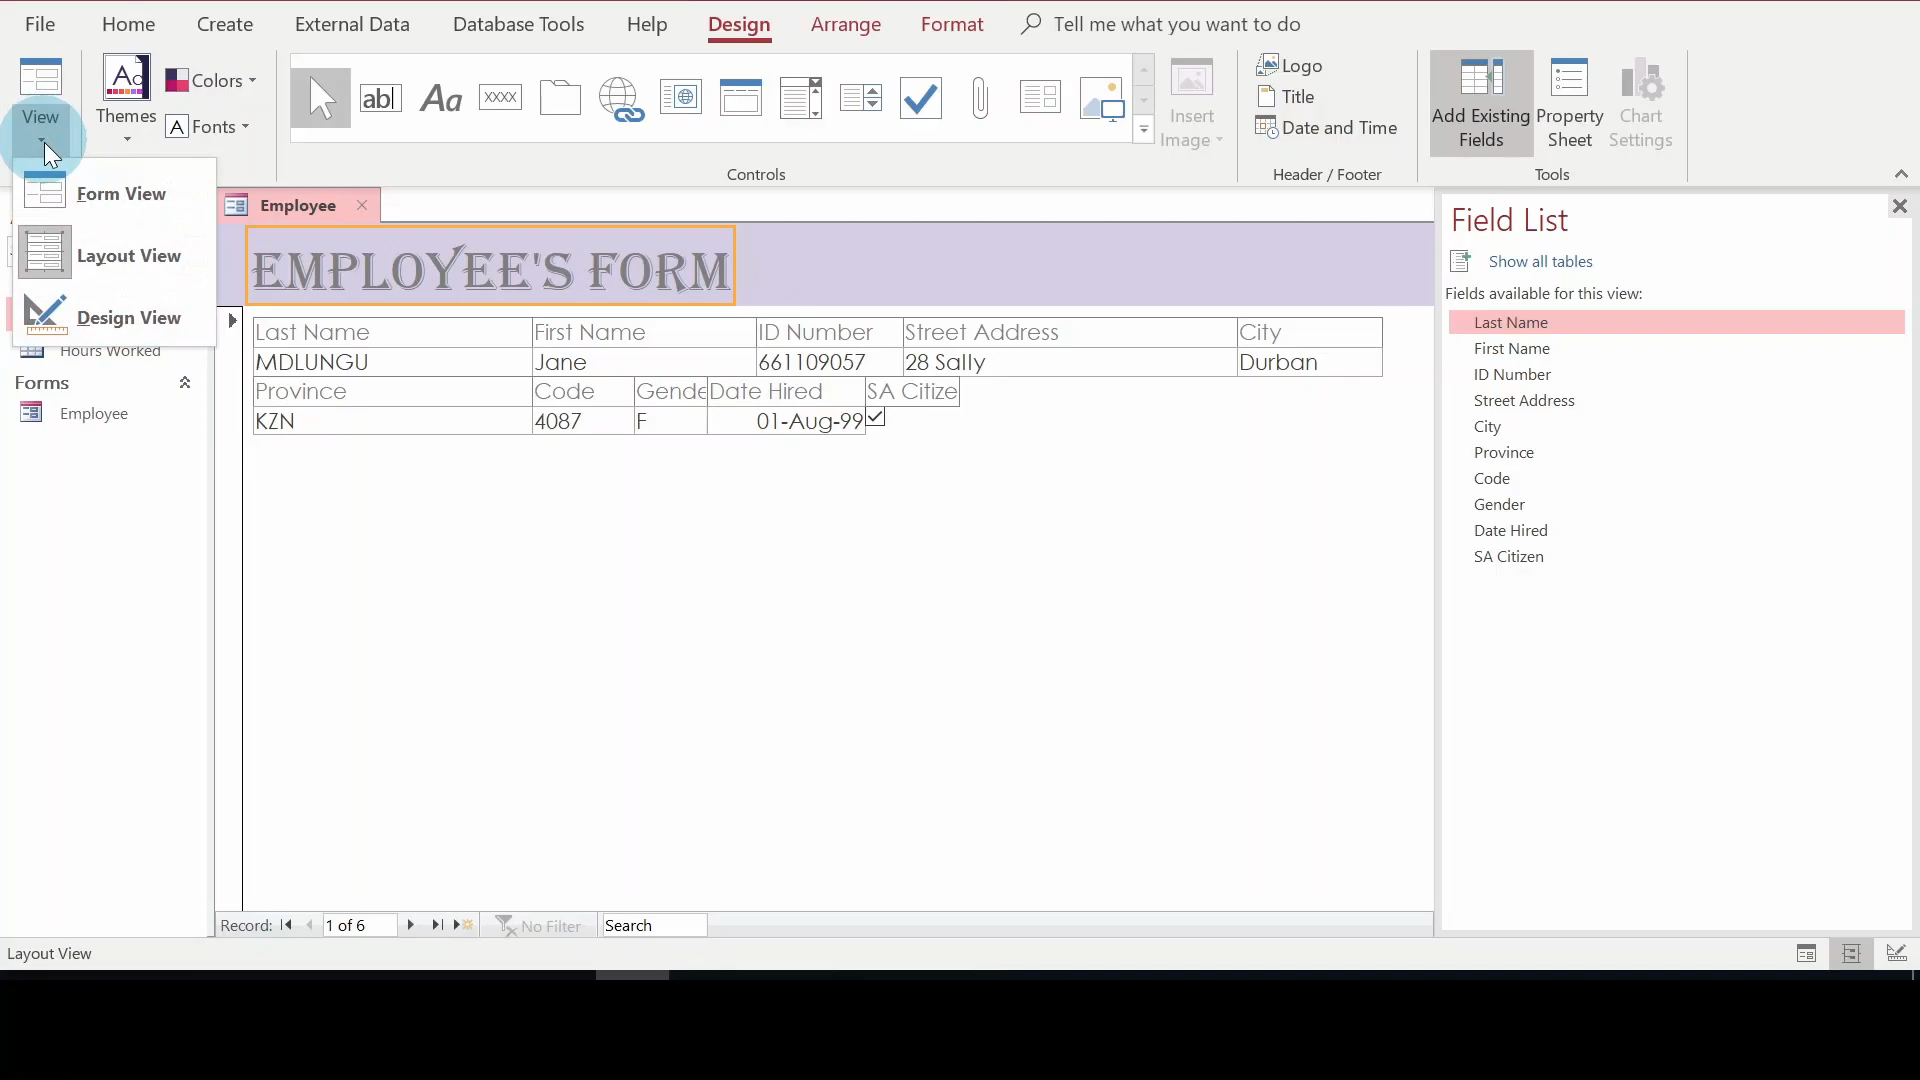 File Home Create External Data Database Tools Help Design Arrange Format Tell me what you want to do
View
Themes
Colors
Fonts
Aa
ab|
Aa
XXXX
Insert
Image
Logo
Title
Date and Time
Add Existing
Fields
Property
Sheet
Chart
Settings
Controls Header / Footer Tools
Form View
Layout View
Design View
Hours Worked
Forms
Employee
Employee
EMPLOYEE'S FORM
Last Name First Name ID Number Street Address City
MDLUNGU Jane 661109057 28 Sally Durban
Province Code Gende Date Hired SA Citize
KZN 4087 F 01-Aug-99
Field List
Show all tables
Fields available for this view:
Last Name
First Name
ID Number
Street Address
City
Province
Code
Gender
Date Hired
SA Citizen
Record: 1 of 6 No Filter Search
Layout View